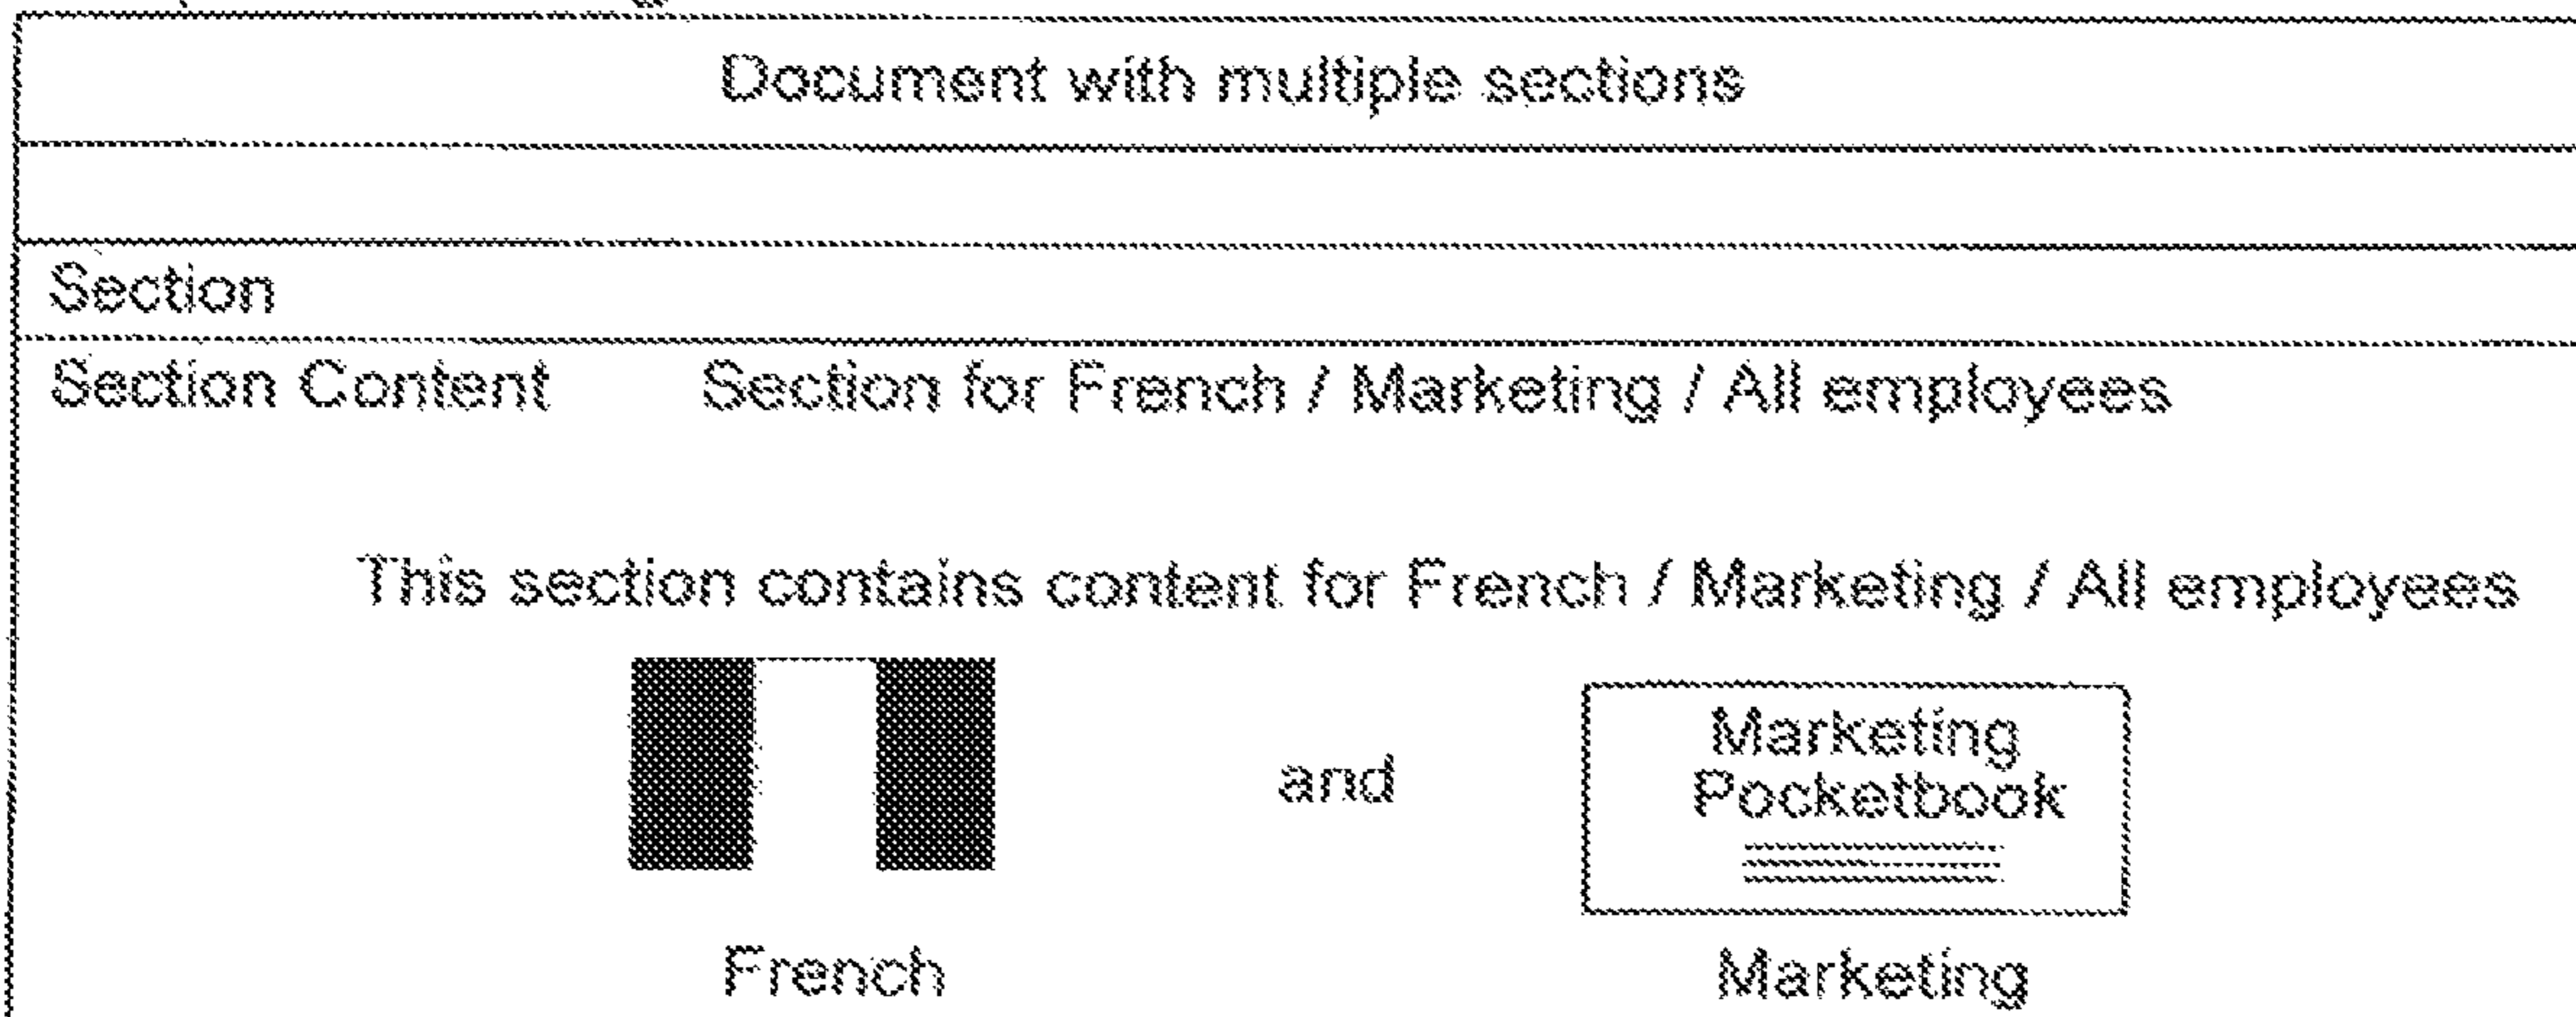 Document with multiple sections
Section
Section Content Section for French / Marketing / All employees
This section contains content for French / Marketing / All employees
and
Marketing
Pocketbook
French
Marketing